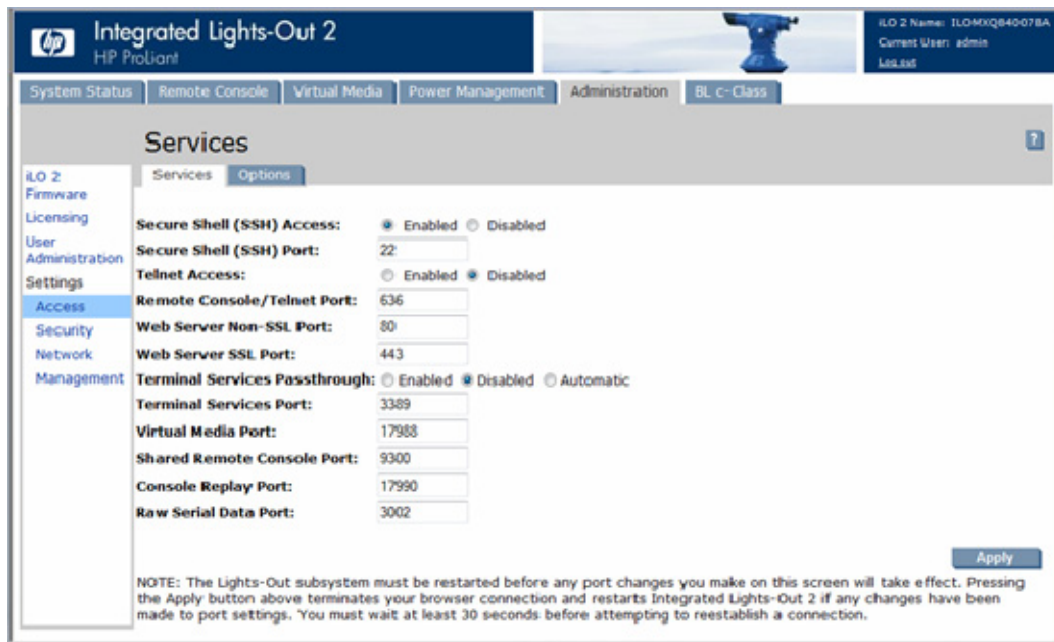 hp
Integrated Lights-Out 2
HP ProLiant
iLO 2 Name: ILOMXQ840078A
Current User: admin
Log out
System Status
Remote Console
Virtual Media
Power Management
Administration
BL c-Class
Services
?
Services
Options
iLO 2
Firmware
Licensing
User
Administration
Settings
Access
Security
Network
Management
Secure Shell (SSH) Access: Enabled Disabled
Secure Shell (SSH) Port: 22
Telnet Access: Enabled Disabled
Remote Console/Telnet Port: 636
Web Server Non-SSL Port: 80
Web Server SSL Port: 443
Terminal Services Passthrough: Enabled Disabled Automatic
Terminal Services Port: 3389
Virtual Media Port: 17988
Shared Remote Console Port: 9300
Console Replay Port: 17990
Raw Serial Data Port: 3002
Apply
NOTE: The Lights-Out subsystem must be restarted before any port changes you make on this screen will take effect. Pressing
the Apply button above terminates your browser connection and restarts Integrated Lights-Out 2 if any changes have been
made to port settings. You must wait at least 30 seconds before attempting to reestablish a connection.